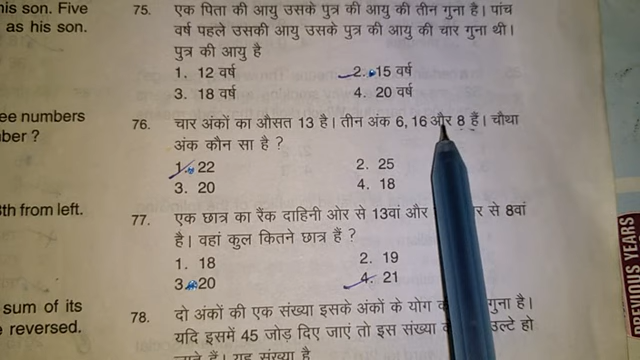 his son. Five
as his son.
ee numbers
ber ?
8th from left.
sum of its
reversed.
75. एक पिता की आयु उसके पुत्र की आयु की तीन गुना है। पांच
वर्ष पहले उसकी आयु उसके पुत्र की आयु की चार गुना थी।
पुत्र की आयु है
1. 12 वर्ष 2. 15 वर्ष
3. 18 वर्ष 4. 20 वर्ष
76. चार अंकों का औसत 13 है। तीन अंक 6, 16 और 8 हैं। चौथा
अंक कौन सा है ?
1. 22 2. 25
3. 20 4. 18
77. एक छात्र का रैंक दाहिनी ओर से 13वां और र से 8वां
है। वहां कुल कितने छात्र हैं ?
1. 18 2. 19
3. 20 4. 21
78. दो अंकों की एक संख्या इसके अंकों के योग गुना है।
यदि इसमें 45 जोड़ दिए जाएं तो इस संख्या उल्टे हो
जाते हैं। यह संख्या है
PREVIOUS YEARS